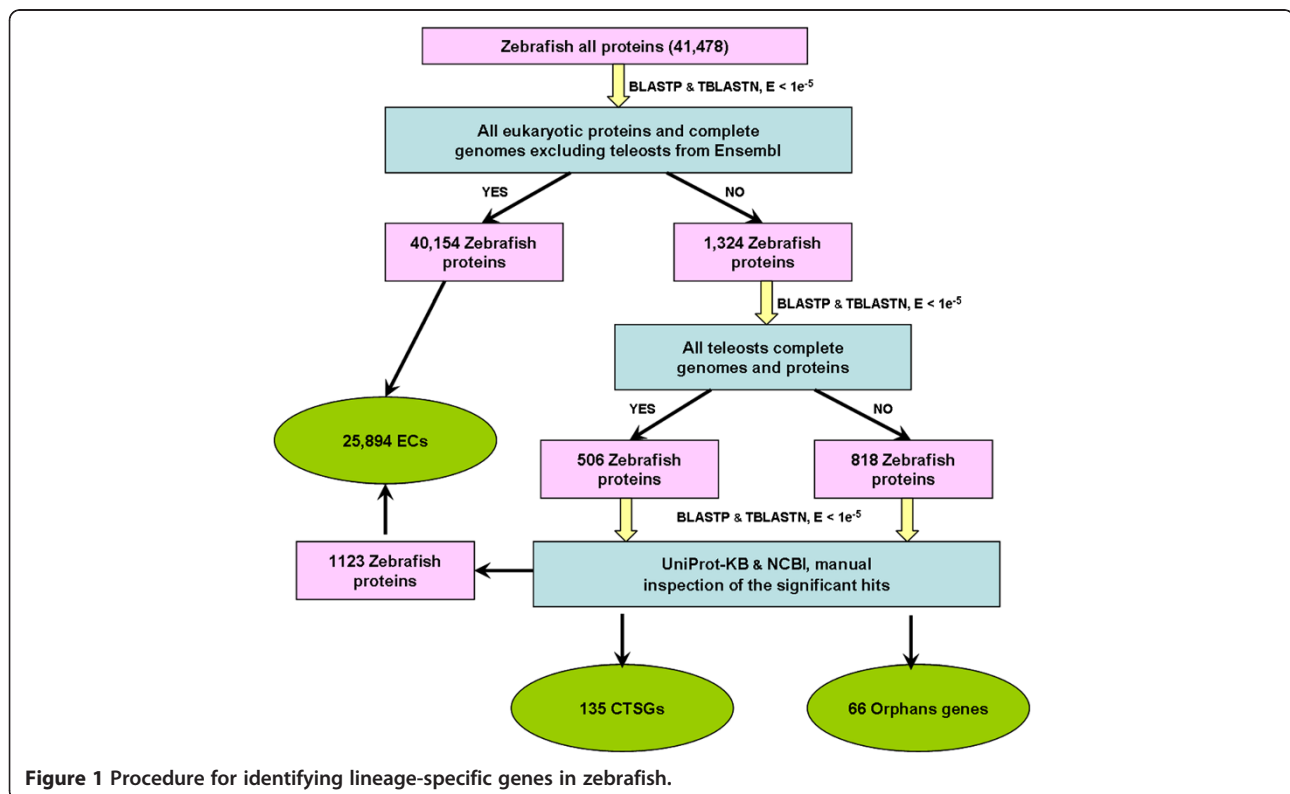 Zebrafish all proteins (41,478)
BLASTP & TBLASTN, E < 1e-5
All eukaryotic proteins and complete
genomes excluding teleosts from Ensembl
YES
NO
40,154 Zebrafish
proteins
1,324 Zebrafish
proteins
BLASTP & TBLASTN, E < 1e-5
All teleosts complete
genomes and proteins
YES
NO
25,894 ECs
506 Zebrafish
proteins
818 Zebrafish
proteins
BLASTP & TBLASTN, E < 1e-5
1123 Zebrafish
proteins
UniProt-KB & NCBI, manual
inspection of the significant hits
135 CTSGs
66 Orphans genes
Figure 1 Procedure for identifying lineage-specific genes in zebrafish.